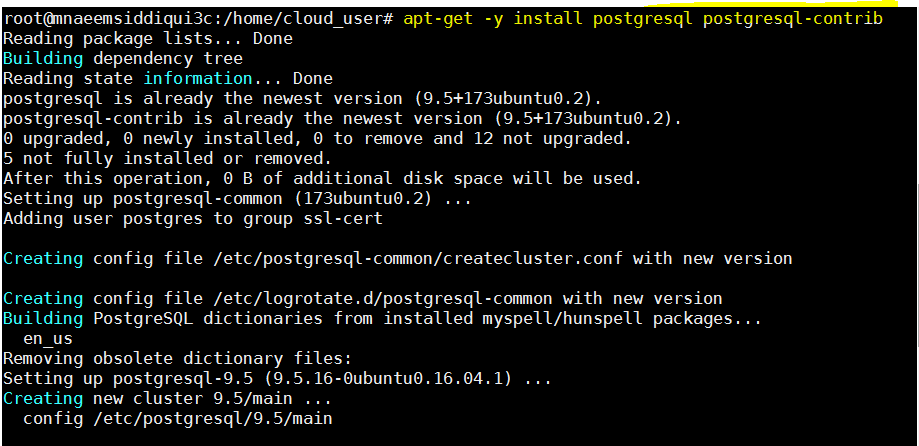 root@mnaeemsiddiqui3c:/home/cloud_user# apt-get -y install postgresql postgresql-contrib
Reading package lists... Done
Building dependency tree
Reading state information... Done
postgresql is already the newest version (9.5+173ubuntu0.2).
postgresql-contrib is already the newest version (9.5+173ubuntu0.2).
0 upgraded, 0 newly installed, 0 to remove and 12 not upgraded.
5 not fully installed or removed.
After this operation, 0 B of additional disk space will be used.
Setting up postgresql-common (173ubuntu0.2) ...
Adding user postgres to group ssl-cert
Creating config file /etc/postgresql-common/createcluster.conf with new version
Creating config file /etc/logrotate.d/postgresql-common with new version
Building PostgreSQL dictionaries from installed myspell/hunspell packages...
en_us
Removing obsolete dictionary files:
Setting up postgresql-9.5 (9.5.16-0ubuntu0.16.04.1) ...
Creating new cluster 9.5/main ...
config /etc/postgresql/9.5/main